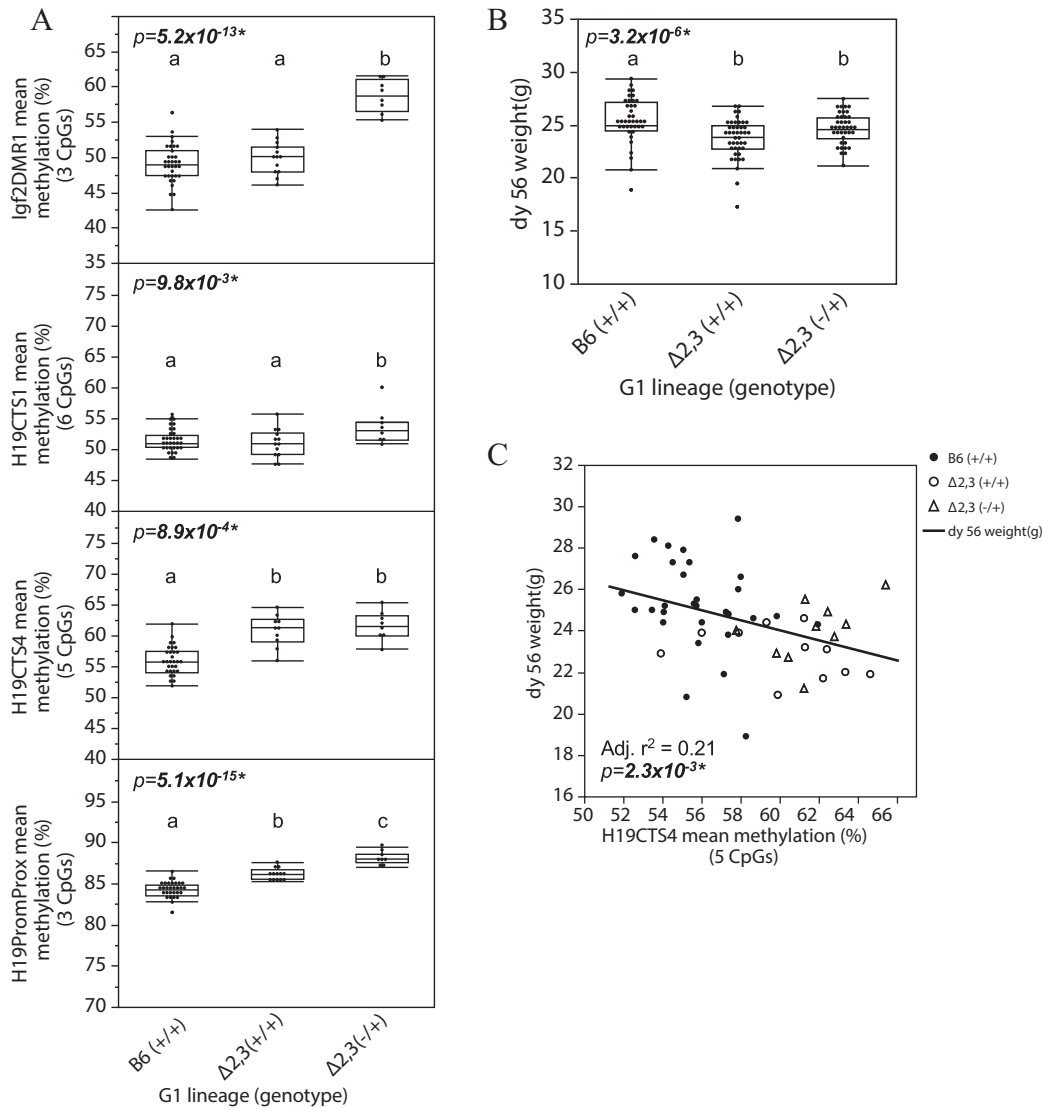 A
p=5.2x10-13*
a
a
b
65
60
55
50
45
40
35
Igf2DMR1 mean
methylation (%)
(3 CpGs)
p=9.8x10-3*
a
a
b
75
70
65
60
55
50
45
40
H19CTS1 mean
methylation (%)
(6 CpGs)
p=8.9x10-4*
a
b
b
75
70
65
60
55
50
40
H19CTS4 mean
methylation (%)
(5 CpGs)
p=5.1x10-15*
a
b
c
95
90
85
80
75
70
H19PromProx mean
methylation (%)
(3 CpGs)
B6 (+/+)
Δ2,3(+/+)
Δ2,3(-/+)
G1 lineage (genotype)
B
p=3.2x10-6*
a
b
b
35
30
25
20
15
10
dy 56 weight(g)
B6 (+/+)
Δ2,3 (+/+)
Δ2,3 (-/+)
G1 lineage (genotype)
C
B6 (+/+)
Δ2,3 (+/+)
Δ2,3 (-/+)
dy 56 weight(g)
32
30
28
26
24
22
20
18
16
dy 56 weight(g)
Adj. r2 = 0.21
p=2.3x10-3*
50 52 54 56 58 60 62 64 66
H19CTS4 mean methylation (%)
(5 CpGs)